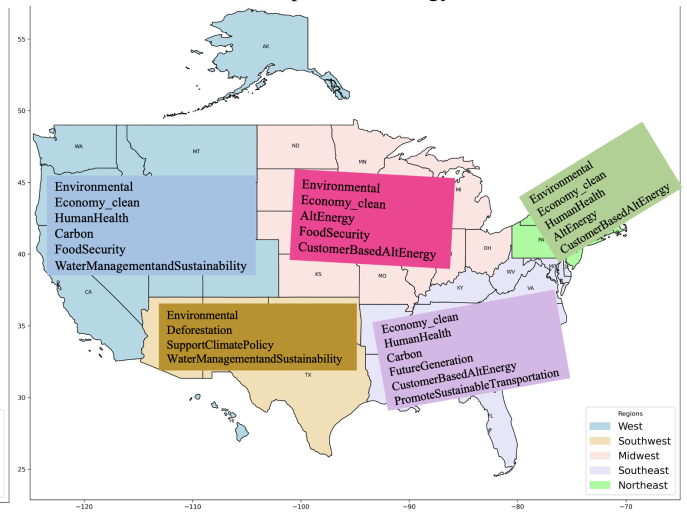 55
50
45
40
35
30
25
−120
−110
−100
−90
−80
−70
AK
WA
MT
ND
MN
MI
Environmental
Economy_clean
HumanHealth
Carbon
FoodSecurity
WaterManagementandSustainability
Environmental
Economy_clean
AltEnergy
FoodSecurity
CustomerBasedAltEnergy
Environmental
Economy_clean
HumanHealth
AltEnergy
CustomerBasedAltEnergy
PA
OH
WV
VA
KY
KS
MO
CA
Environmental
Deforestation
SupportClimatePolicy
WaterManagementandSustainability
Economy_clean
HumanHealth
Carbon
FutureGeneration
CustomerBasedAltEnergy
PromoteSustainableTransportation
TX
FL
HI
Regions
West
Southwest
Midwest
Southeast
Northeast